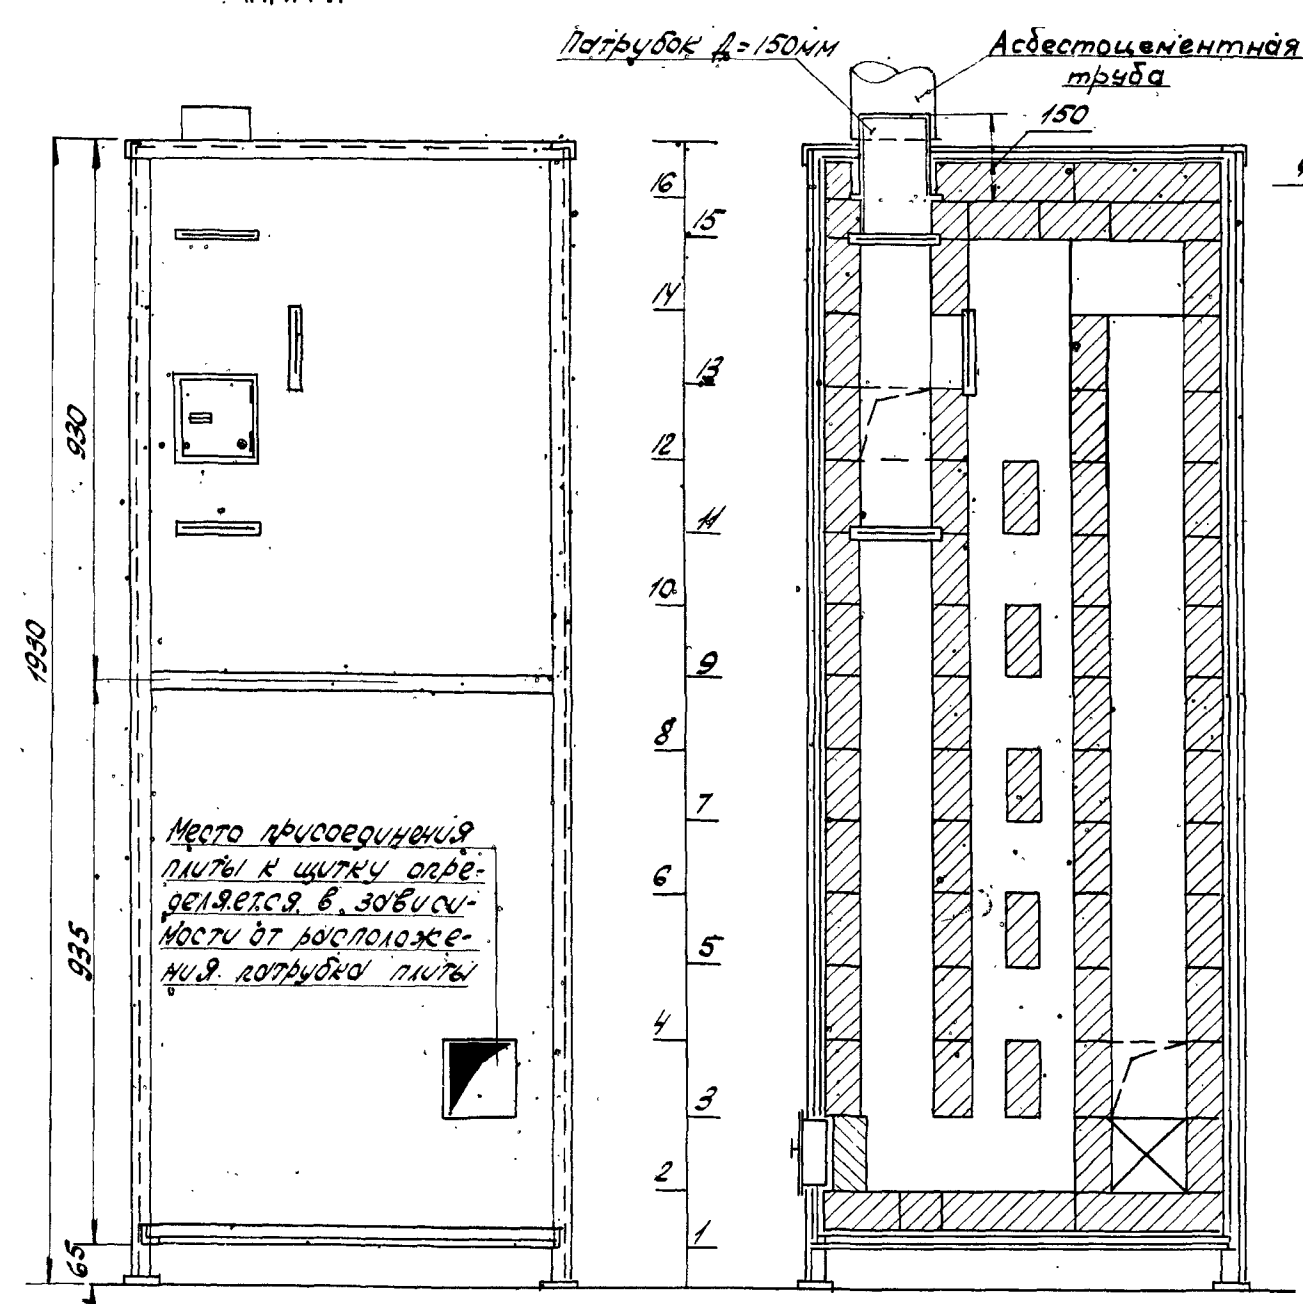 Патрубок Д=150мм
Асбестоцементная
труба
150
16
15
14
13
12
11
10
9
8
7
6
5
4
3
2
1
930
1930
935
65
Место присоединения
плиты к щитку опре-
деляется в зависи-
мости от расположе-
ния патрубка плиты